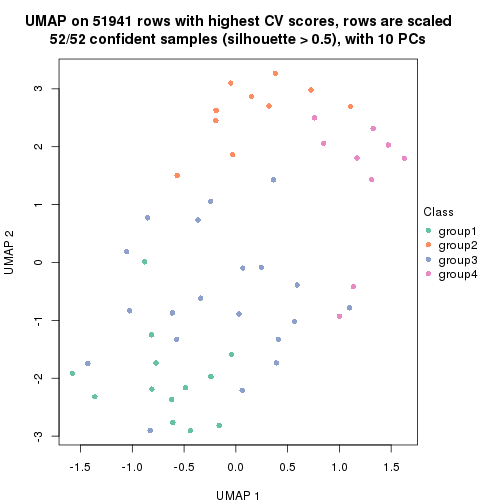 UMAP on 51941 rows with highest CV scores, rows are scaled
52/52 confident samples (silhouette > 0.5), with 10 PCs
3
2
1
0
-1
-2
-3
UMAP 2
-1.5 -1.0 -0.5 0.0 0.5 1.0 1.5
UMAP 1
Class
group1
group2
group3
group4